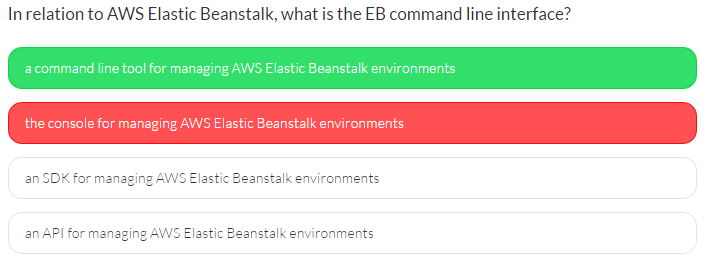 In relation to AWS Elastic Beanstalk, what is the EB command line interface?
a command line tool for managing AWS Elastic Beanstalk environments
the console for managing AWS Elastic Beanstalk environments
an SDK for managing AWS Elastic Beanstalk environments
an API for managing AWS Elastic Beanstalk environments